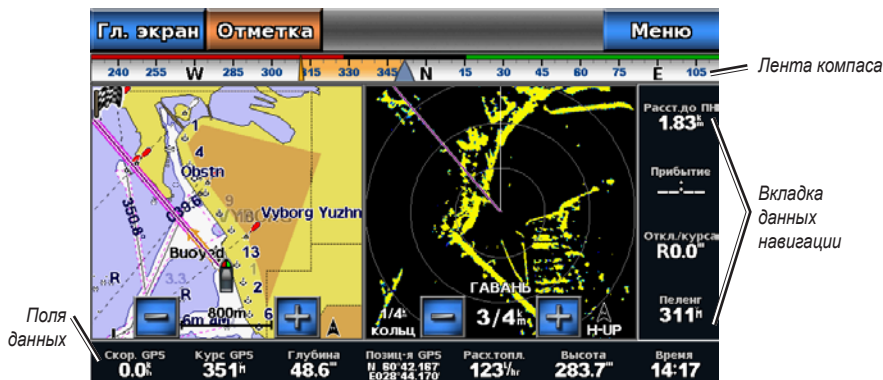 Гл. экран Отметка Меню
240 255 W 285 300 315 330 345 N 15 30 45 60 75 E 105
Лента компаса
1
4
Obstn
350.8°
9
Vyborg Yuzhn
Buoyed
13
1
3.3
2
R
R
6
800m
ГАВАНЬ
1/4
кольц
3/4
H-UP
Расст.до ПН
1.83
Прибытие
--:--
Откл./курса
R0.0
Пеленг
311
Вкладка
данных
навигации
Поля
данных
Скор. GPS Курс GPS Глубина Позиц-я GPS Расх.топл. Высота Время
0.0 351 48.6 N 60°42.167' 123 283.7 14:17
E028°44.170'